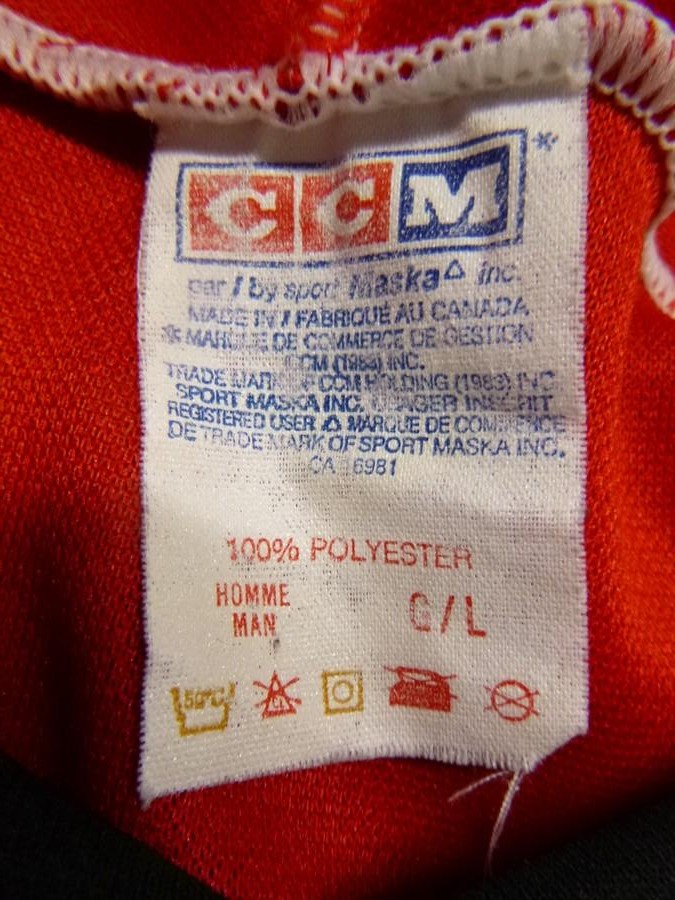 CCM*
par / by sport Maska inc.
MADE IN / FABRIQUÉ AU CANADA
* MARQUE DE COMMERCE DE GESTION
CCM (1983) INC.
TRADE MARK OF CCM HOLDING (1983) INC
SPORT MASKA INC. USAGER INSCRIT
REGISTERED USER MARQUE DE COMMERCE
DE TRADE MARK OF SPORT MASKA INC.
CA 6981
100% POLYESTER
HOMME
MAN
G/L
50°C